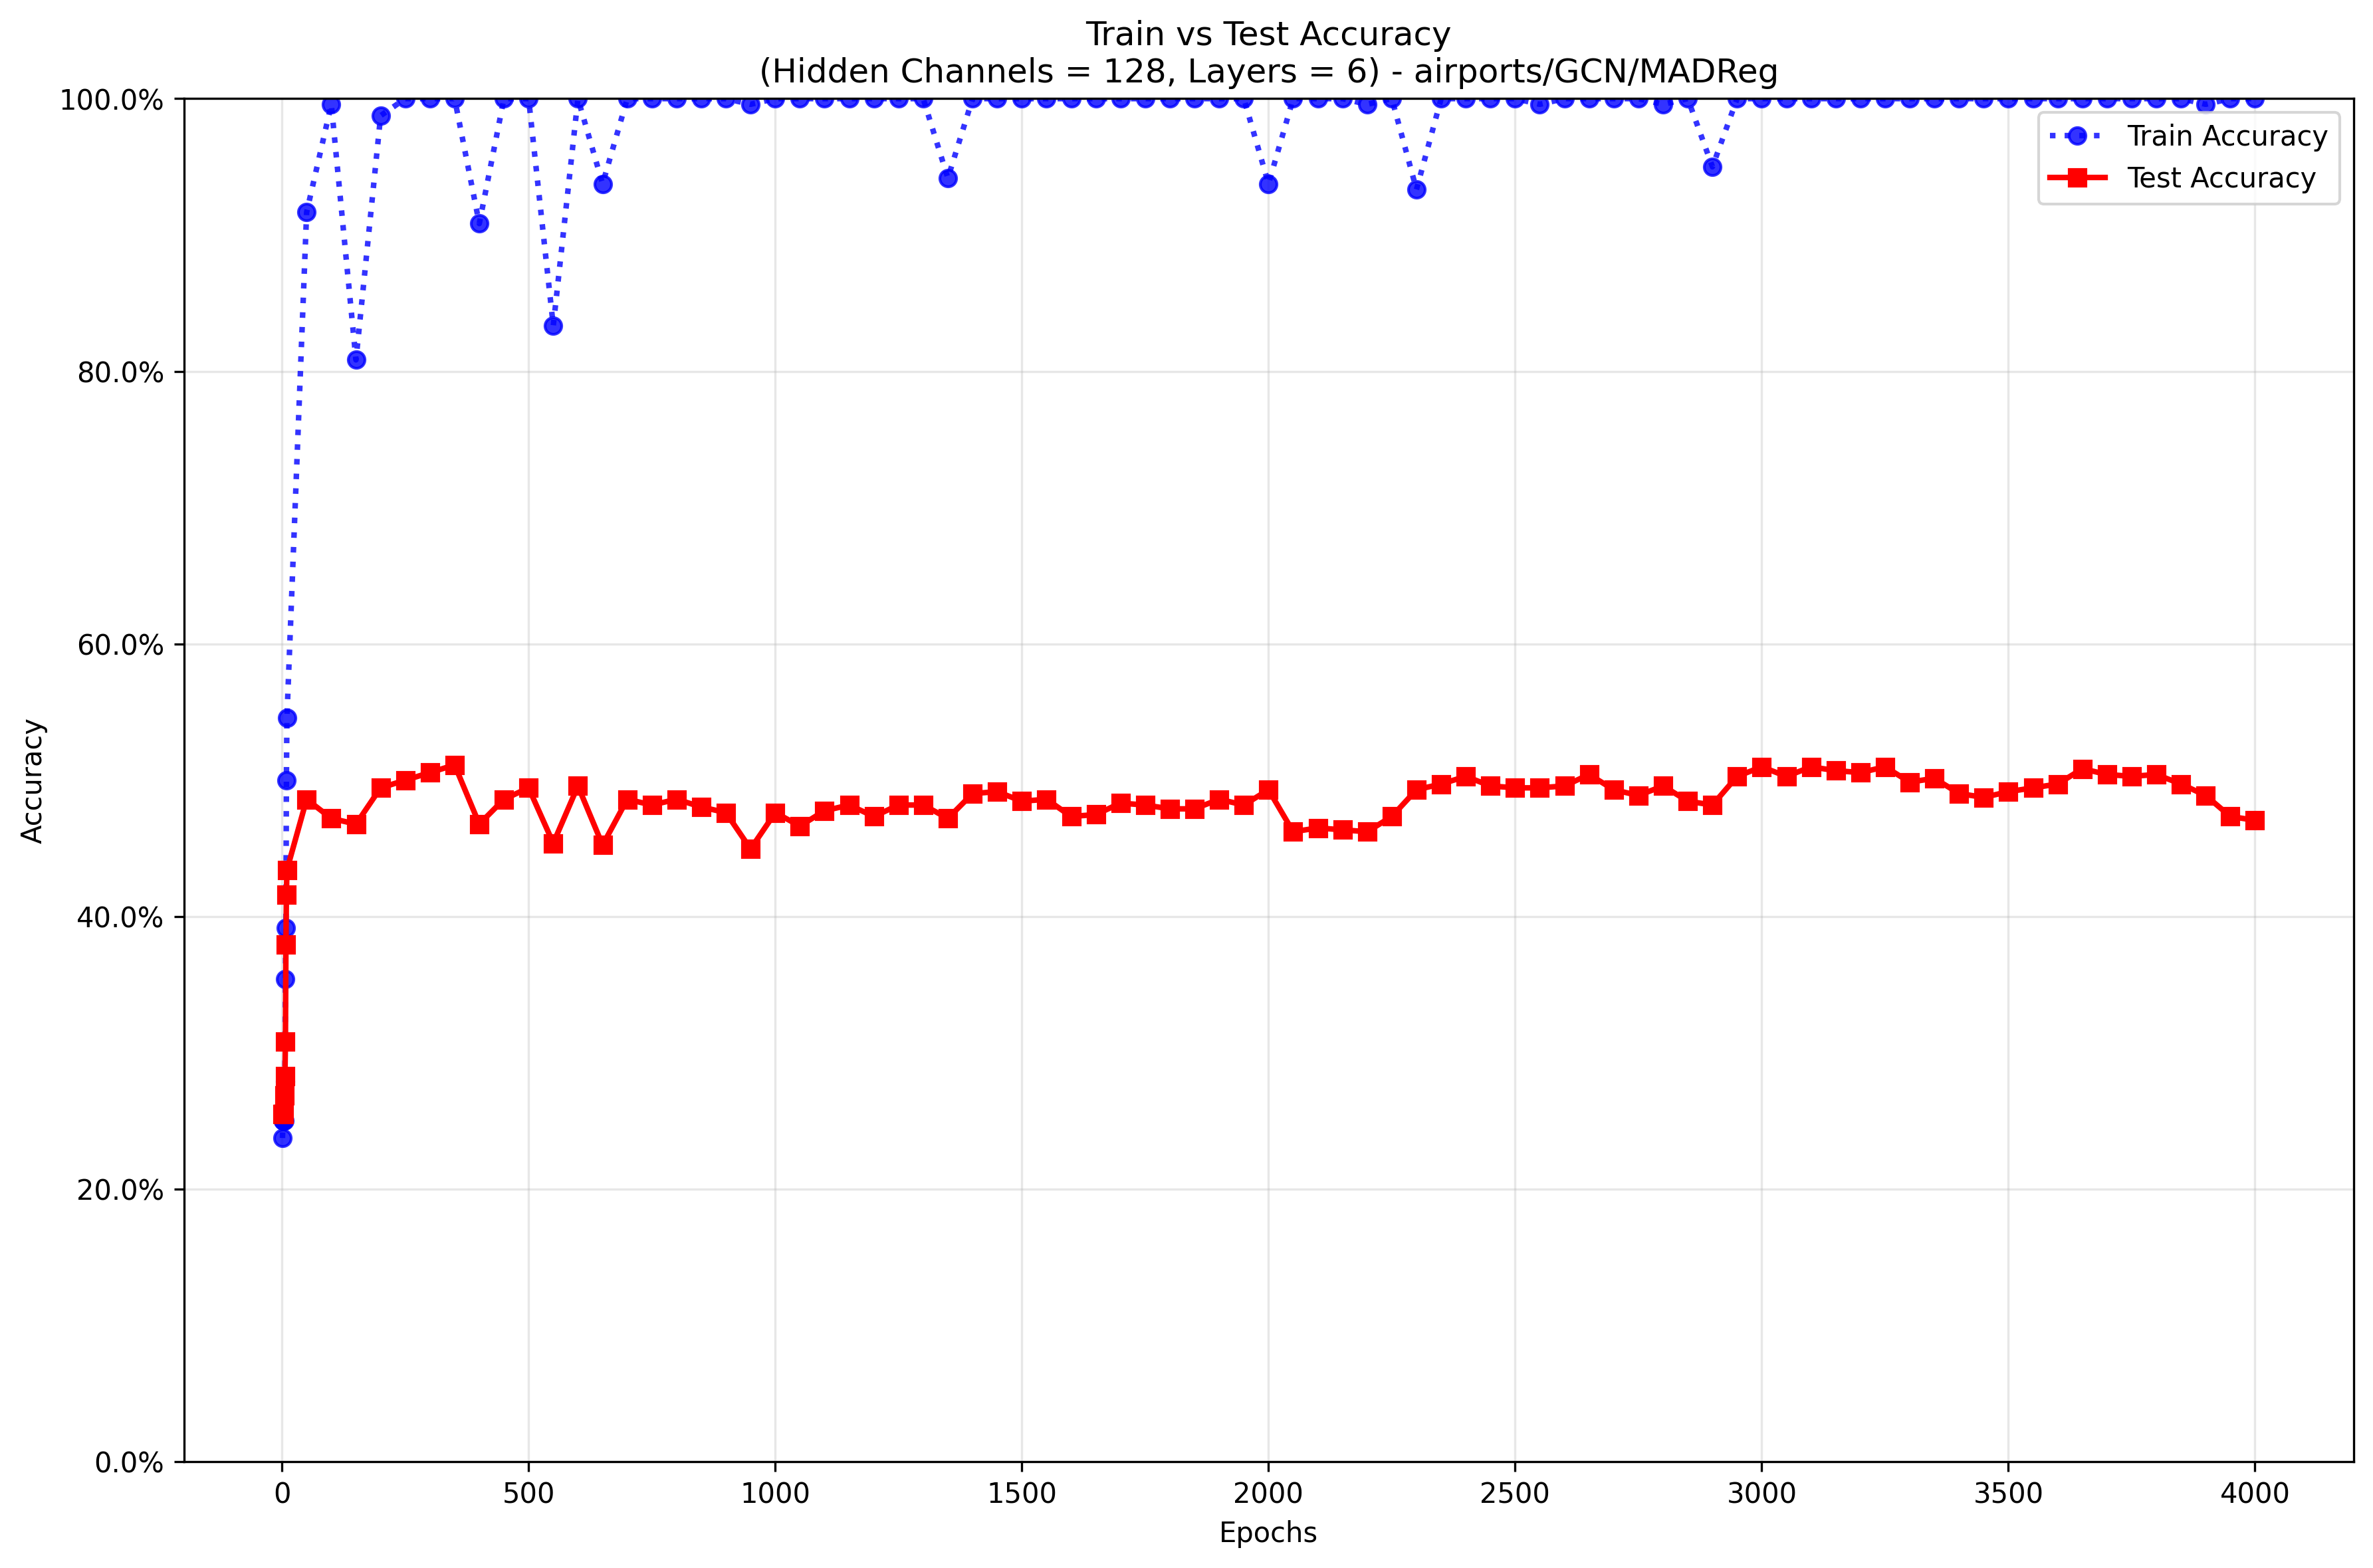 Train vs Test Accuracy
(Hidden Channels = 128, Layers = 6) - airports/GCN/MADReg
100.0%
80.0%
60.0%
40.0%
20.0%
0.0%
Accuracy
Train Accuracy
Test Accuracy
0 500 1000 1500 2000 2500 3000 3500 4000
Epochs